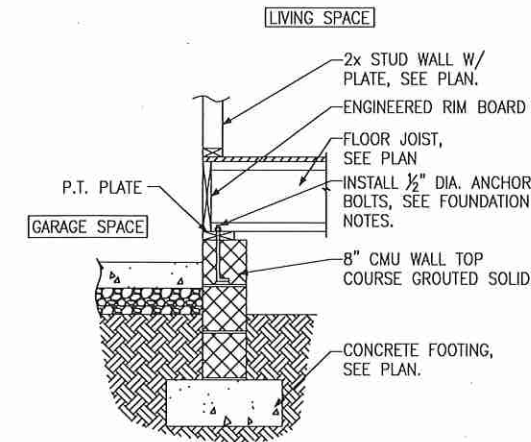 LIVING SPACE
2x STUD WALL W/
PLATE, SEE PLAN.
ENGINEERED RIM BOARD
FLOOR JOIST,
SEE PLAN
P.T. PLATE
INSTALL ½" DIA. ANCHOR
BOLTS, SEE FOUNDATION
NOTES.
GARAGE SPACE
8" CMU WALL TOP
COURSE GROUTED SOLID
CONCRETE FOOTING,
SEE PLAN.